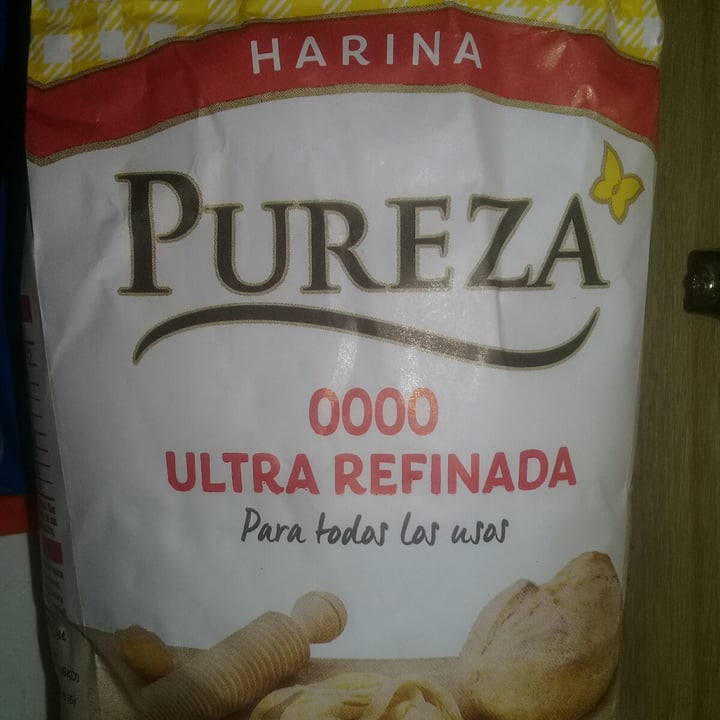 HARINA
PUREZA
0000
ULTRA REFINADA
Para todos los usos